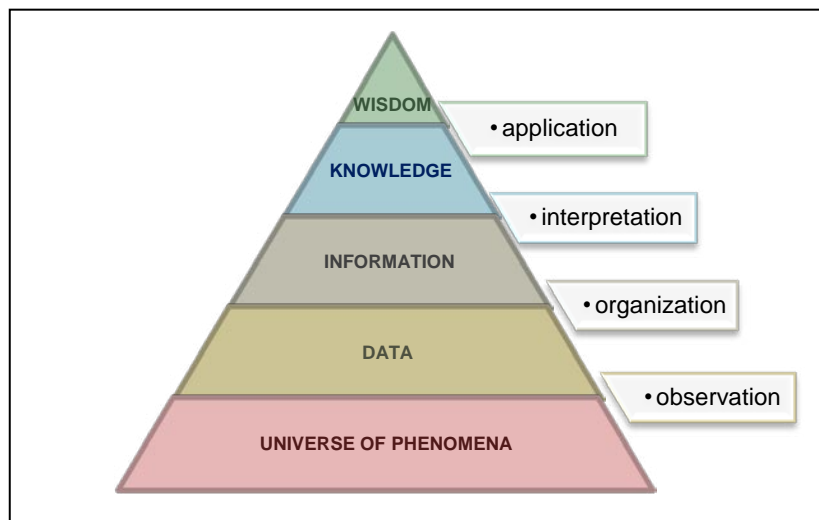 WISDOM
• application
KNOWLEDGE
• interpretation
INFORMATION
• organization
DATA
• observation
UNIVERSE OF PHENOMENA